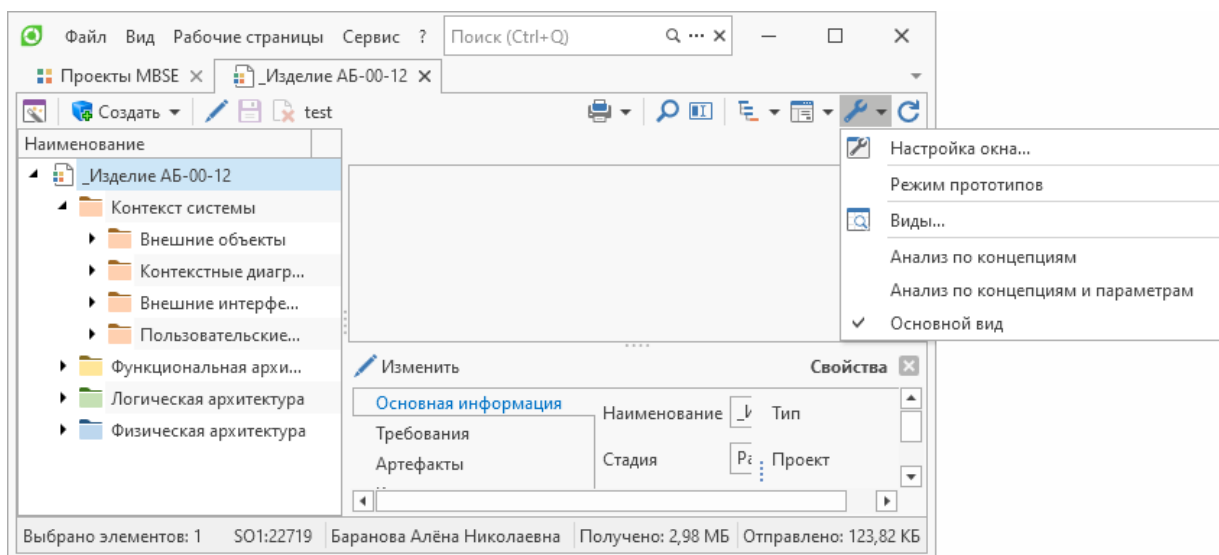 Файл Вид Рабочие страницы Сервис ? Поиск (Ctrl+Q)
Проекты MBSE _Изделие АБ-00-12
Создать test
Наименование
_Изделие АБ-00-12
Контекст системы
Внешние объекты
Контекстные диагр...
Внешние интерфе...
Пользовательские...
Функциональная архи...
Логическая архитектура
Физическая архитектура
Настройка окна...
Режим прототипов
Виды...
Анализ по концепциям
Анализ по концепциям и параметрам
Основной вид
Изменить Свойства
Основная информация
Требования
Артефакты
Наименование Тип
Стадия Проект
Выбрано элементов: 1 SO1:22719 Баранова Алёна Николаевна Получено: 2,98 МБ Отправлено: 123,82 КБ